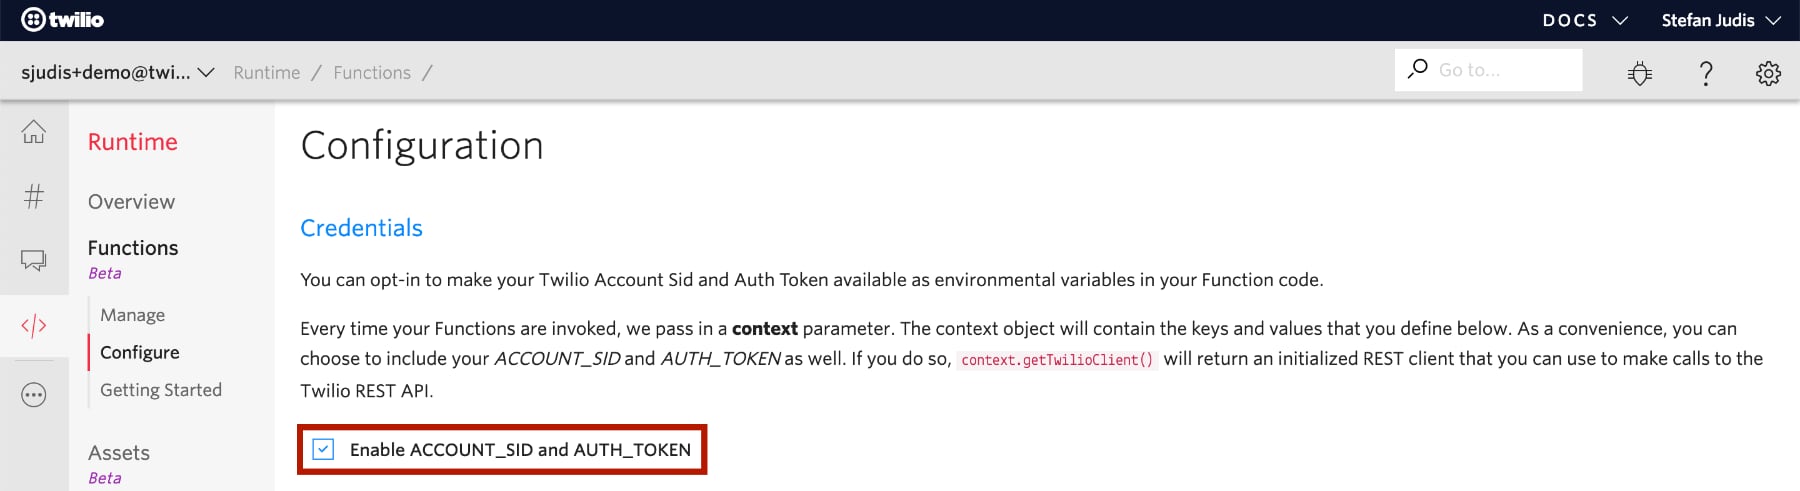 twilio
DOCS
Stefan Judis
sjudis+demo@twi...
Runtime / Functions /
Go to...
?
Runtime
Overview
Functions
Beta
Manage
Configure
Getting Started
Assets
Beta
Configuration
Credentials
You can opt-in to make your Twilio Account Sid and Auth Token available as environmental variables in your Function code.
Every time your Functions are invoked, we pass in a context parameter. The context object will contain the keys and values that you define below. As a convenience, you can
choose to include your ACCOUNT_SID and AUTH_TOKEN as well. If you do so, context.getTwilioClient() will return an initialized REST client that you can use to make calls to the
Twilio REST API.
Enable ACCOUNT_SID and AUTH_TOKEN